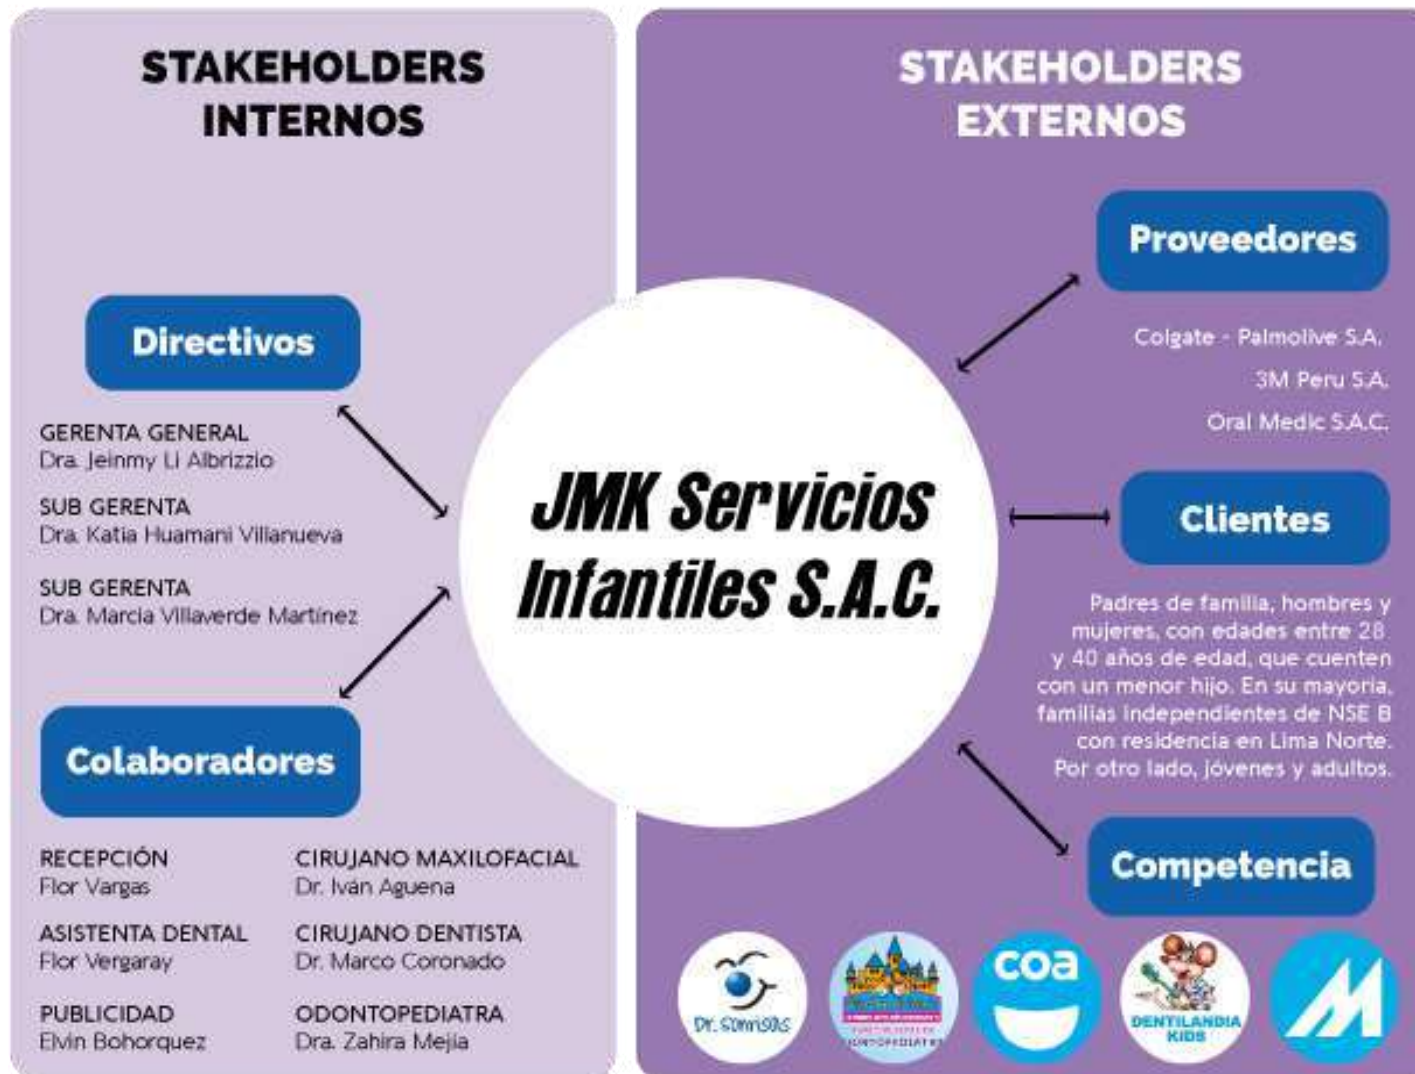 STAKEHOLDERS
INTERNOS
Directivos
GERENTA GENERAL
Dra. Jeinmy Li Albrizzio
SUB GERENTA
Dra. Katia Huamani Villanueva
SUB GERENTA
Dra. Marcia Villaverde Martínez
Colaboradores
RECEPCIÓN
Flor Vargas
ASISTENTA DENTAL
Flor Vergaray
PUBLICIDAD
Elvin Bohorquez
CIRUJANO MAXILOFACIAL
Dr. Iván Aguena
CIRUJANO DENTISTA
Dr. Marco Coronado
ODONTOPEDIATRA
Dra. Zahira Mejía
JMK Servicios
Infantiles S.A.C.
STAKEHOLDERS
EXTERNOS
Proveedores
Colgate - Palmolive S.A.
3M Peru S.A.
Oral Medic S.A.C.
Clientes
Padres de familia, hombres y
mujeres, con edades entre 28
y 40 años de edad, que cuenten
con un menor hijo. En su mayoría,
familias independientes de NSE B
con residencia en Lima Norte.
Por otro lado, jóvenes y adultos.
Competencia
Dr. sonrisas
coa
DENTILANDIA
KIDS